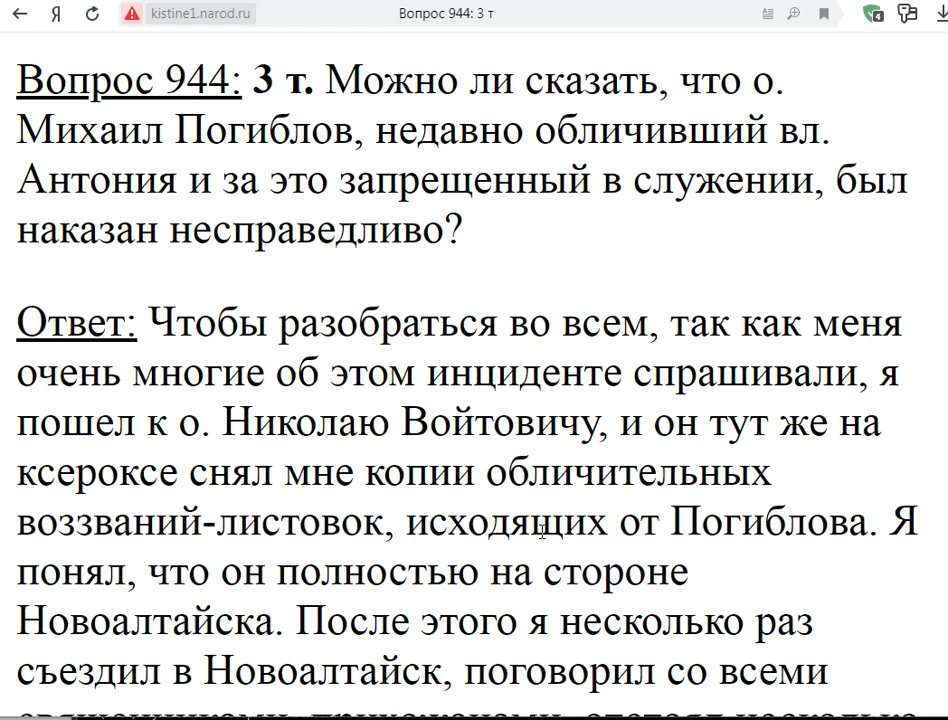 Я kistine1.narod.ru Вопрос 944: 3 т 4
Вопрос 944: 3 т. Можно ли сказать, что о.
Михаил Погиблов, недавно обличивший вл.
Антония и за это запрещенный в служении, был
наказан несправедливо?
Ответ: Чтобы разобраться во всем, так как меня
очень многие об этом инциденте спрашивали, я
пошел к о. Николаю Войтовичу, и он тут же на
ксероксе снял мне копии обличительных
воззваний-листовок, исходящих от Погиблова. Я
понял, что он полностью на стороне
Новоалтайска. После этого я несколько раз
съездил в Новоалтайск, поговорил со всеми